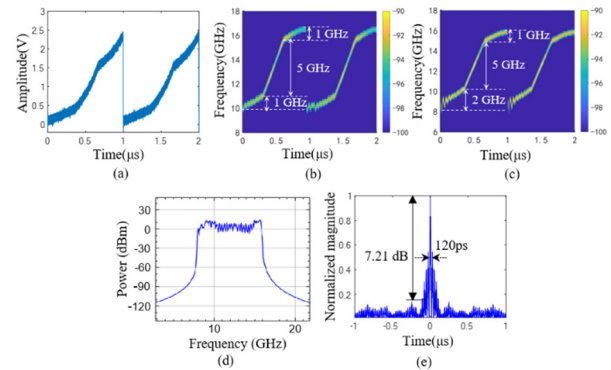 Amplitude(V)
2.5
2
1.5
1
0.5
0
0 0.5 1 1.5 2
Time(μs)
(a)
Frequency(GHz)
18
16
14
12
10
8
1 GHz
5 GHz
1 GHz
0 0.5 1 1.5 2
Time(μs)
(b)
-90
-92
-94
-96
-98
-100
Frequency(GHz)
16
14
12
10
8
6
1 GHz
5 GHz
2 GHz
0 0.5 1 1.5 2
Time(μs)
(c)
-90
-92
-94
-96
-98
-100
Power (dBm)
30
0
-30
-60
-90
-120
10 20
Frequency (GHz)
(d)
Normalized magnitude
1
0.8
0.6
0.4
0.2
7.21 dB
120ps
-1 -0.5 0 0.5 1
Time(μs)
(e)